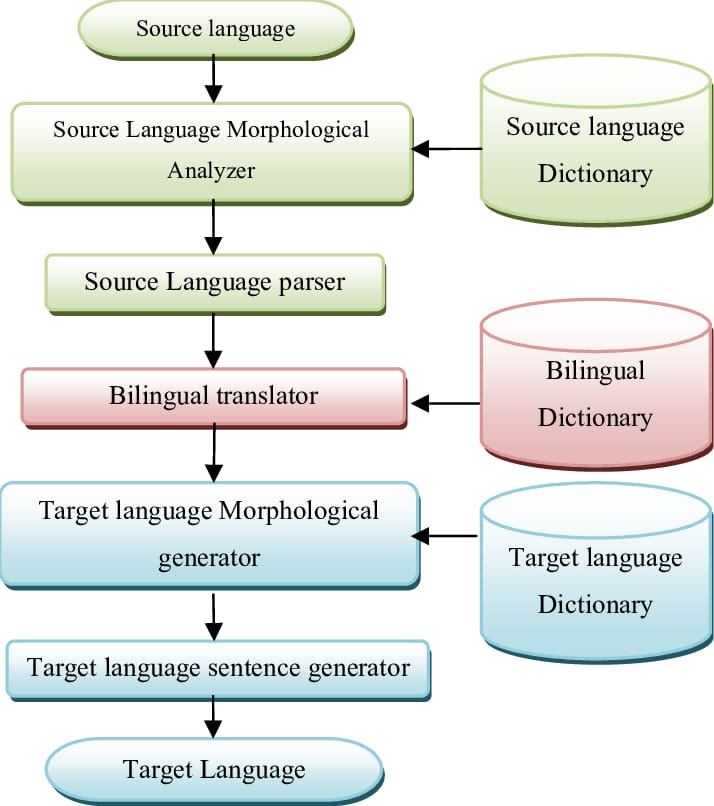 Source language
Source Language Morphological
Analyzer
Source language
Dictionary
Source Language parser
Bilingual translator
Bilingual
Dictionary
Target language Morphological
generator
Target language
Dictionary
Target language sentence generator
Target Language